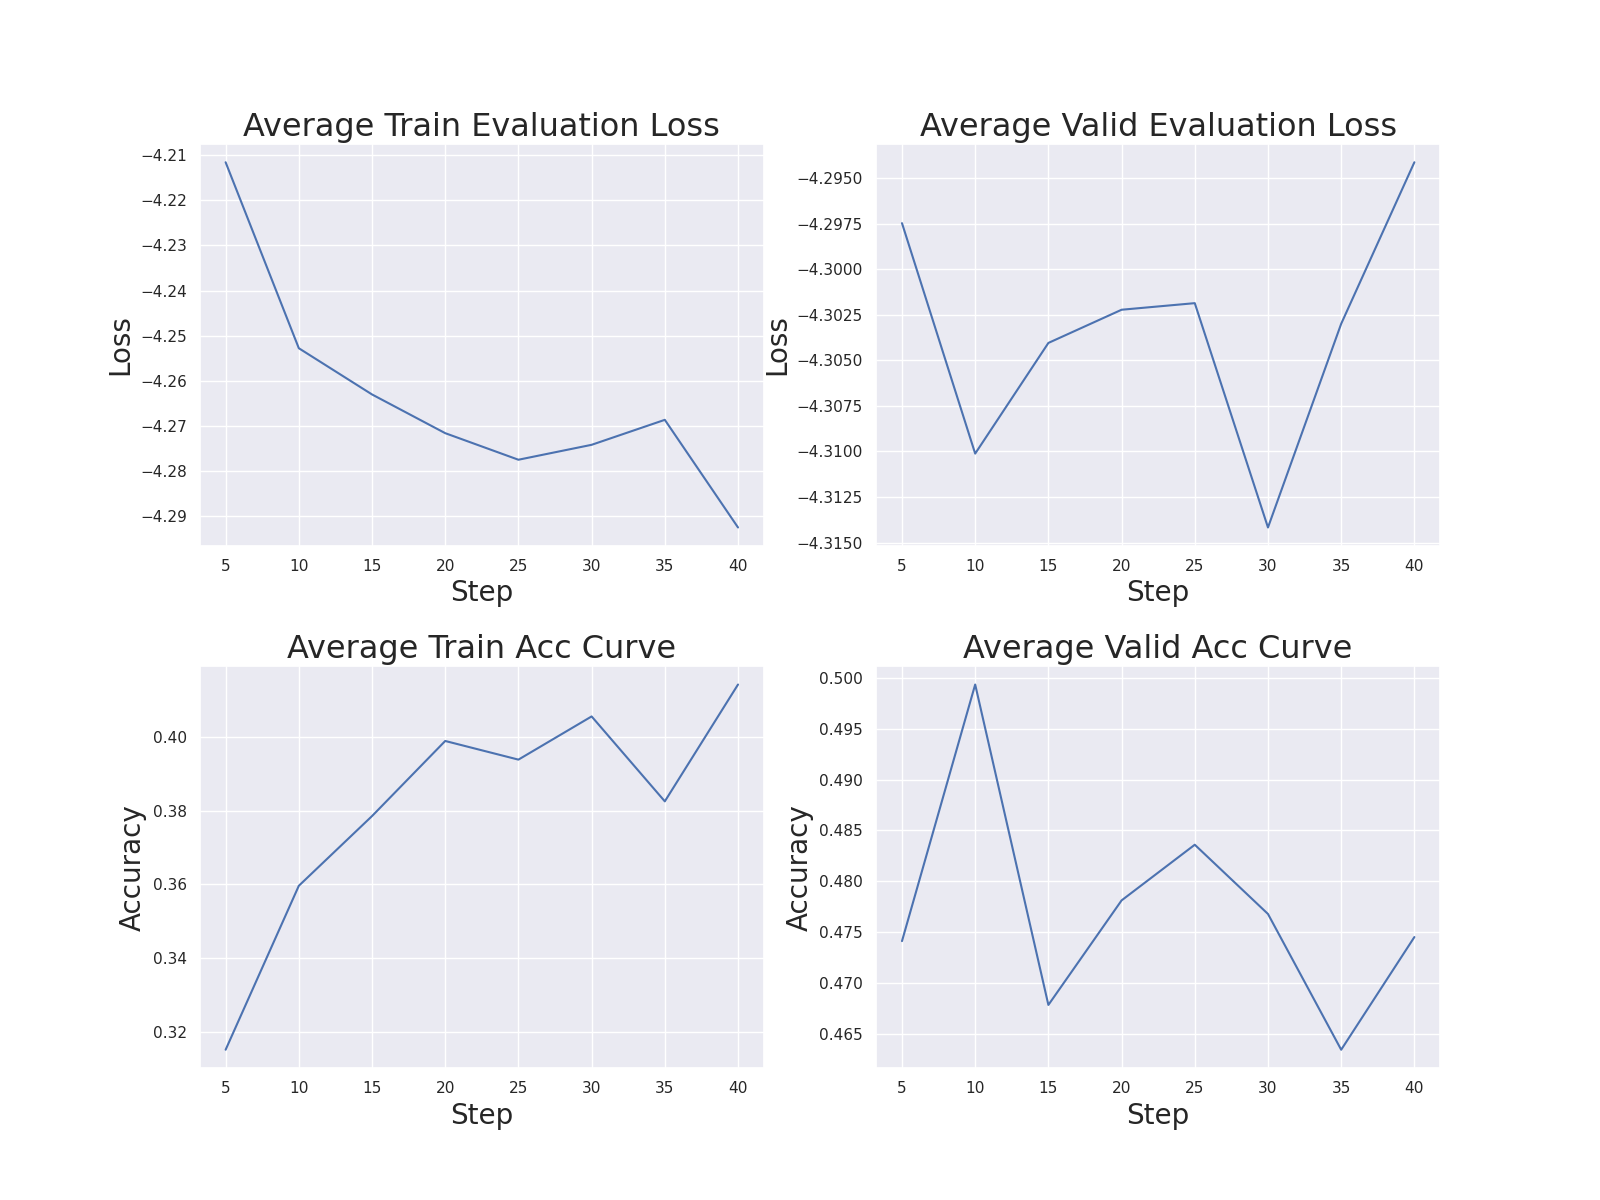 Average Train Evaluation Loss
−4.21
−4.22
−4.23
−4.24
−4.25
−4.26
−4.27
−4.28
−4.29
Loss
5 10 15 20 25 30 35 40
Step
Average Valid Evaluation Loss
−4.2950
−4.2975
−4.3000
−4.3025
−4.3050
−4.3075
−4.3100
−4.3125
−4.3150
Loss
5 10 15 20 25 30 35 40
Step
Average Train Acc Curve
0.40
0.38
0.36
0.34
0.32
Accuracy
5 10 15 20 25 30 35 40
Step
Average Valid Acc Curve
0.500
0.495
0.490
0.485
0.480
0.475
0.470
0.465
Accuracy
5 10 15 20 25 30 35 40
Step